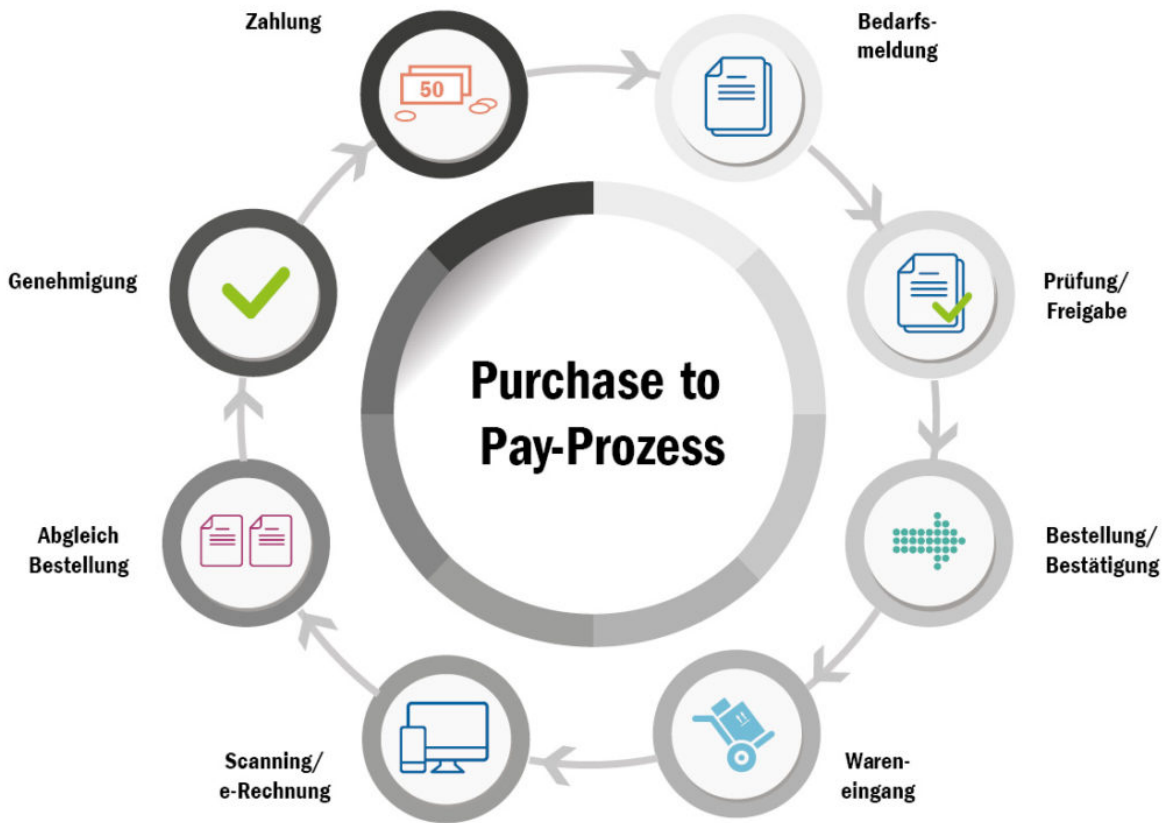 Zahlung
50
Bedarfs-
meldung
Prüfung/
Freigabe
Bestellung/
Bestätigung
Waren-
eingang
Scanning/
e-Rechnung
Abgleich
Bestellung
Genehmigung
Purchase to
Pay-Prozess